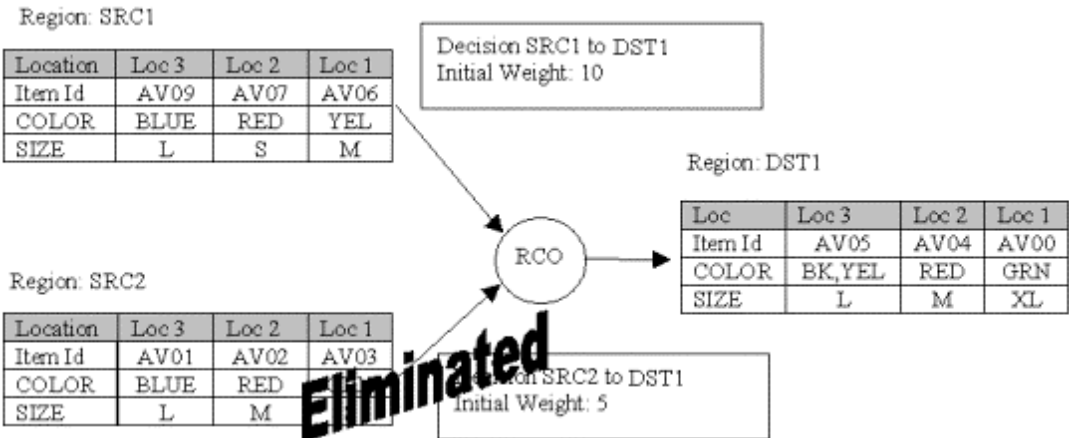 Region: SRC1
Decision SRC1 to DST1
Initial Weight: 10
Location Loc 3 Loc 2 Loc 1
Item Id AV09 AV07 AV06
COLOR BLUE RED YEL
SIZE L S M
Region: DST1
Loc Loc 3 Loc 2 Loc 1
Item Id AV05 AV04 AV00
COLOR BK,YEL RED GRN
SIZE L M XL
RCO
Region: SRC2
Location Loc 3 Loc 2 Loc 1
Item Id AV01 AV02 AV03
COLOR BLUE RED
SIZE L M
Eliminated
SRC2 to DST1
Initial Weight: 5